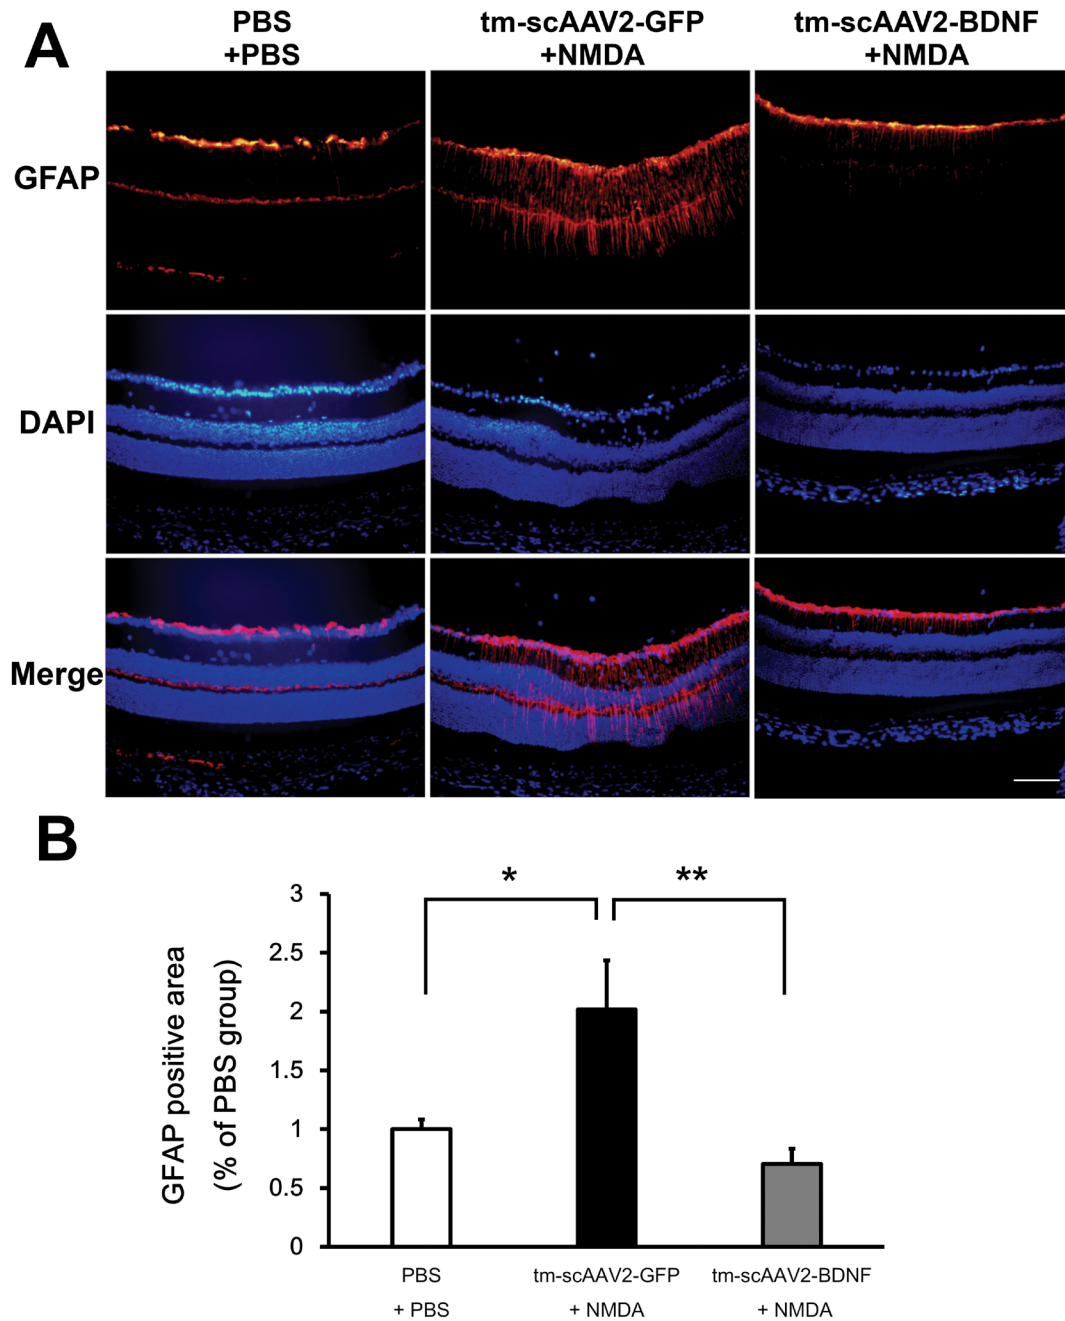 A
PBS
+PBS
tm-scAAV2-GFP
+NMDA
tm-scAAV2-BDNF
+NMDA
GFAP
DAPI
Merge
B
GFAP positive area
(% of PBS group)
3
2.5
2
1.5
1
0.5
0
*
**
PBS
+ PBS
tm-scAAV2-GFP
+ NMDA
tm-scAAV2-BDNF
+ NMDA